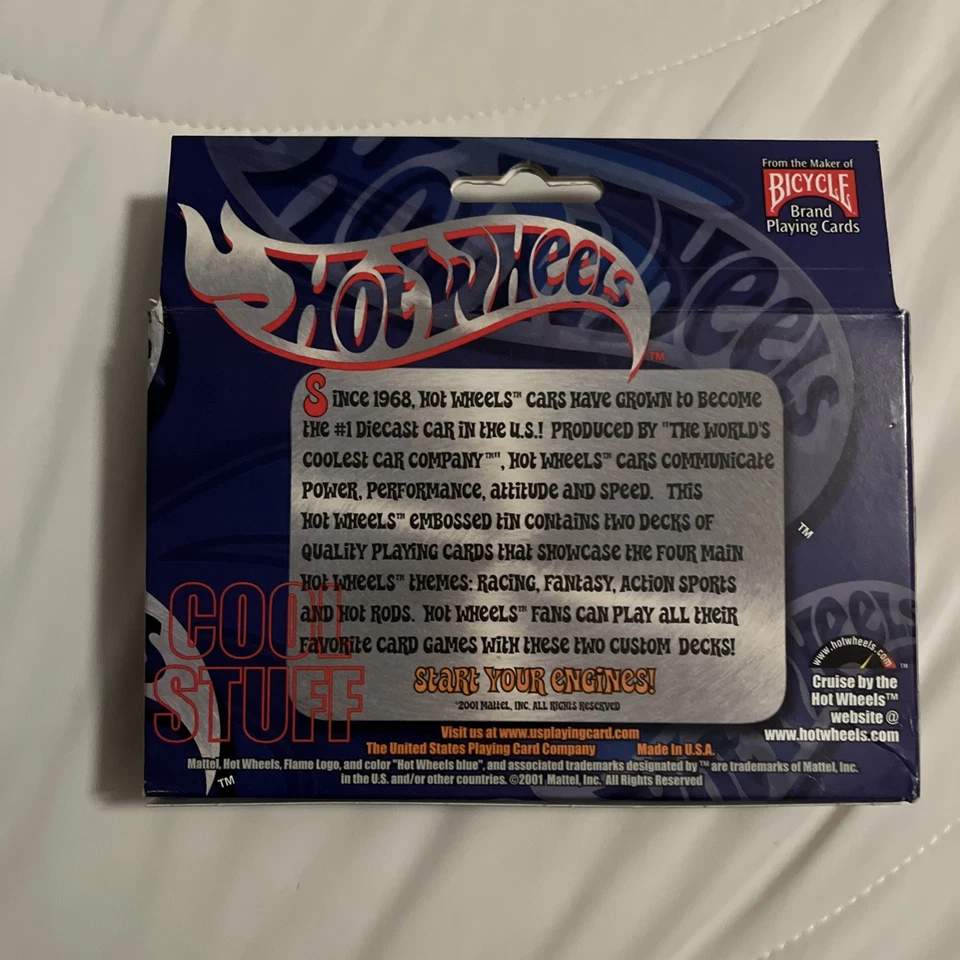 From the Maker of
BICYCLE
Brand
Playing Cards
HOT WHEELS™
SINCE 1968, HOT WHEELS™ CARS HAVE GROWN TO BECOME
THE #1 DIECAST CAR IN THE U.S.! PRODUCED BY "THE WORLD'S
COOLEST CAR COMPANY™", HOT WHEELS™ CARS COMMUNICATE
POWER, PERFORMANCE, ATTITUDE AND SPEED. THIS
HOT WHEELS™ EMBOSSED TIN CONTAINS TWO DECKS OF
QUALITY PLAYING CARDS THAT SHOWCASE THE FOUR MAIN
HOT WHEELS™ THEMES: RACING, FANTASY, ACTION SPORTS
AND HOT RODS. HOT WHEELS™ FANS CAN PLAY ALL THEIR
FAVORITE CARD GAMES WITH THESE TWO CUSTOM DECKS!
START YOUR ENGINES!
©2001 MATTEL, INC. ALL RIGHTS RESERVED
COOL
STUFF
™
Wheels
™
www.hotwheels.com
™
Cruise by the
Hot Wheels™
website @
www.hotwheels.com
Visit us at www.usplayingcard.com
The United States Playing Card Company Made in U.S.A.
Mattel, Hot Wheels, Flame Logo, and color "Hot Wheels blue", and associated trademarks designated by ™ are trademarks of Mattel, Inc.
in the U.S. and/or other countries. ©2001 Mattel, Inc. All Rights Reserved